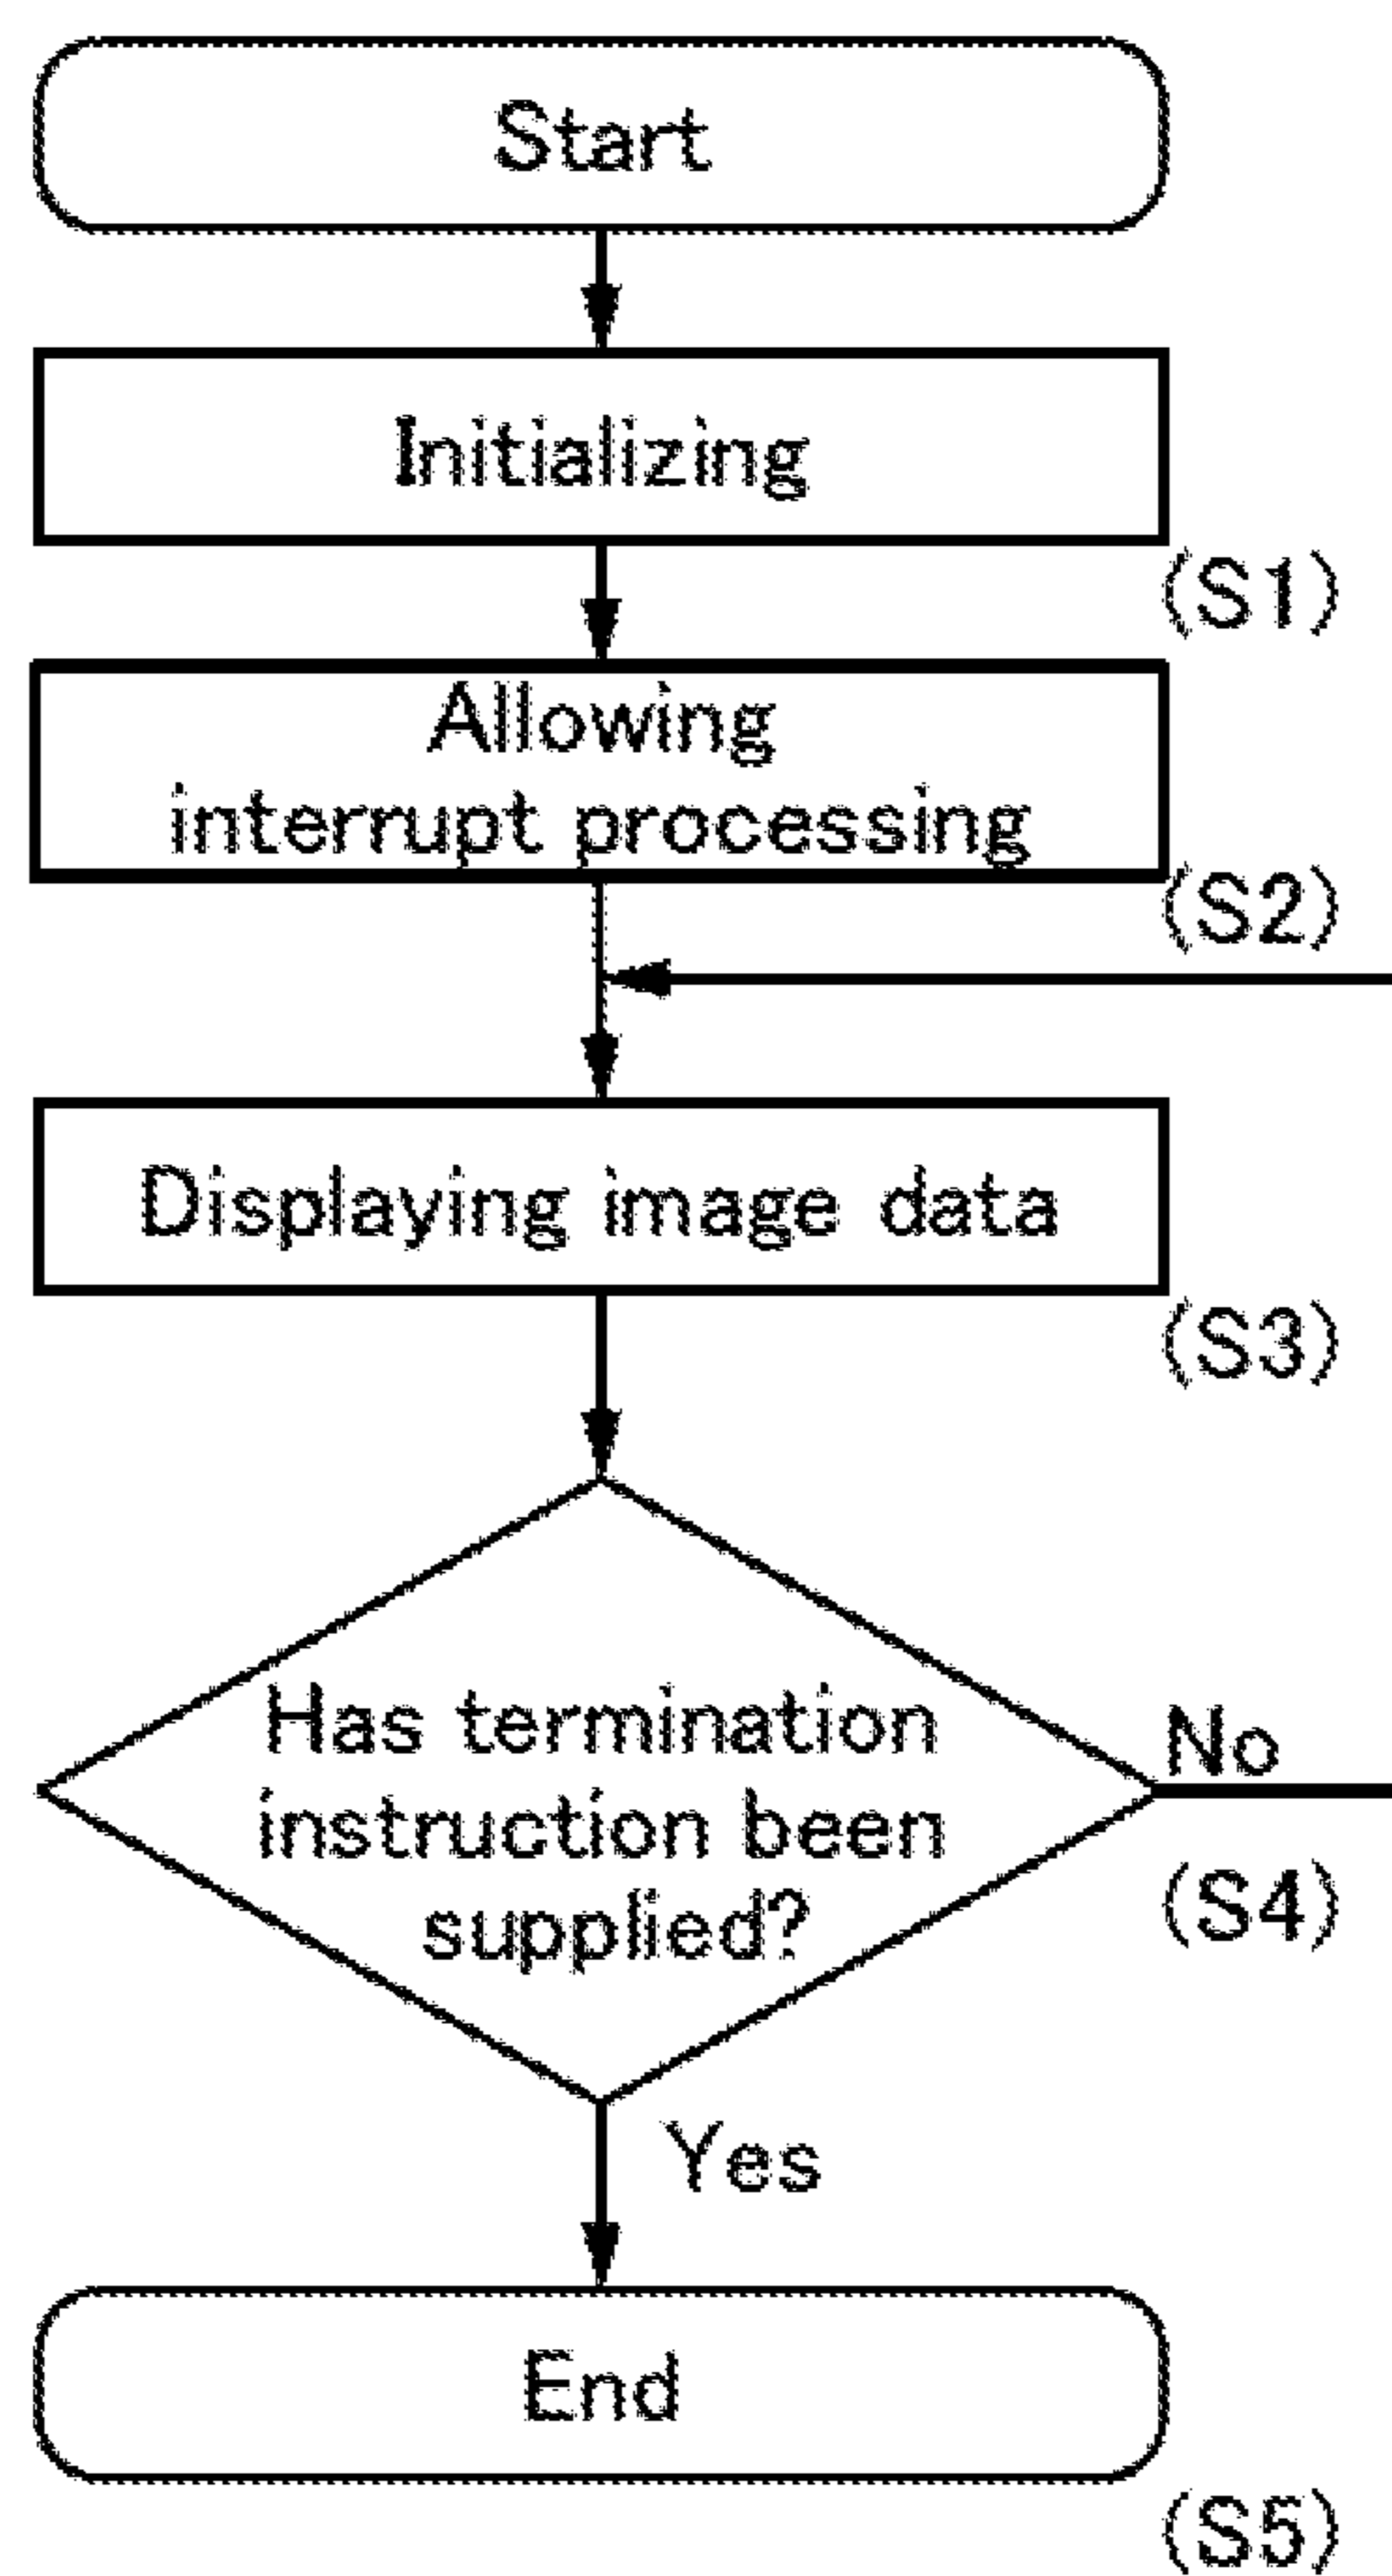 Start
Initializing
(S1)
Allowing
interrupt processing
(S2)
Displaying image data
(S3)
Has termination
instruction been
supplied?
No
(S4)
Yes
End
(S5)